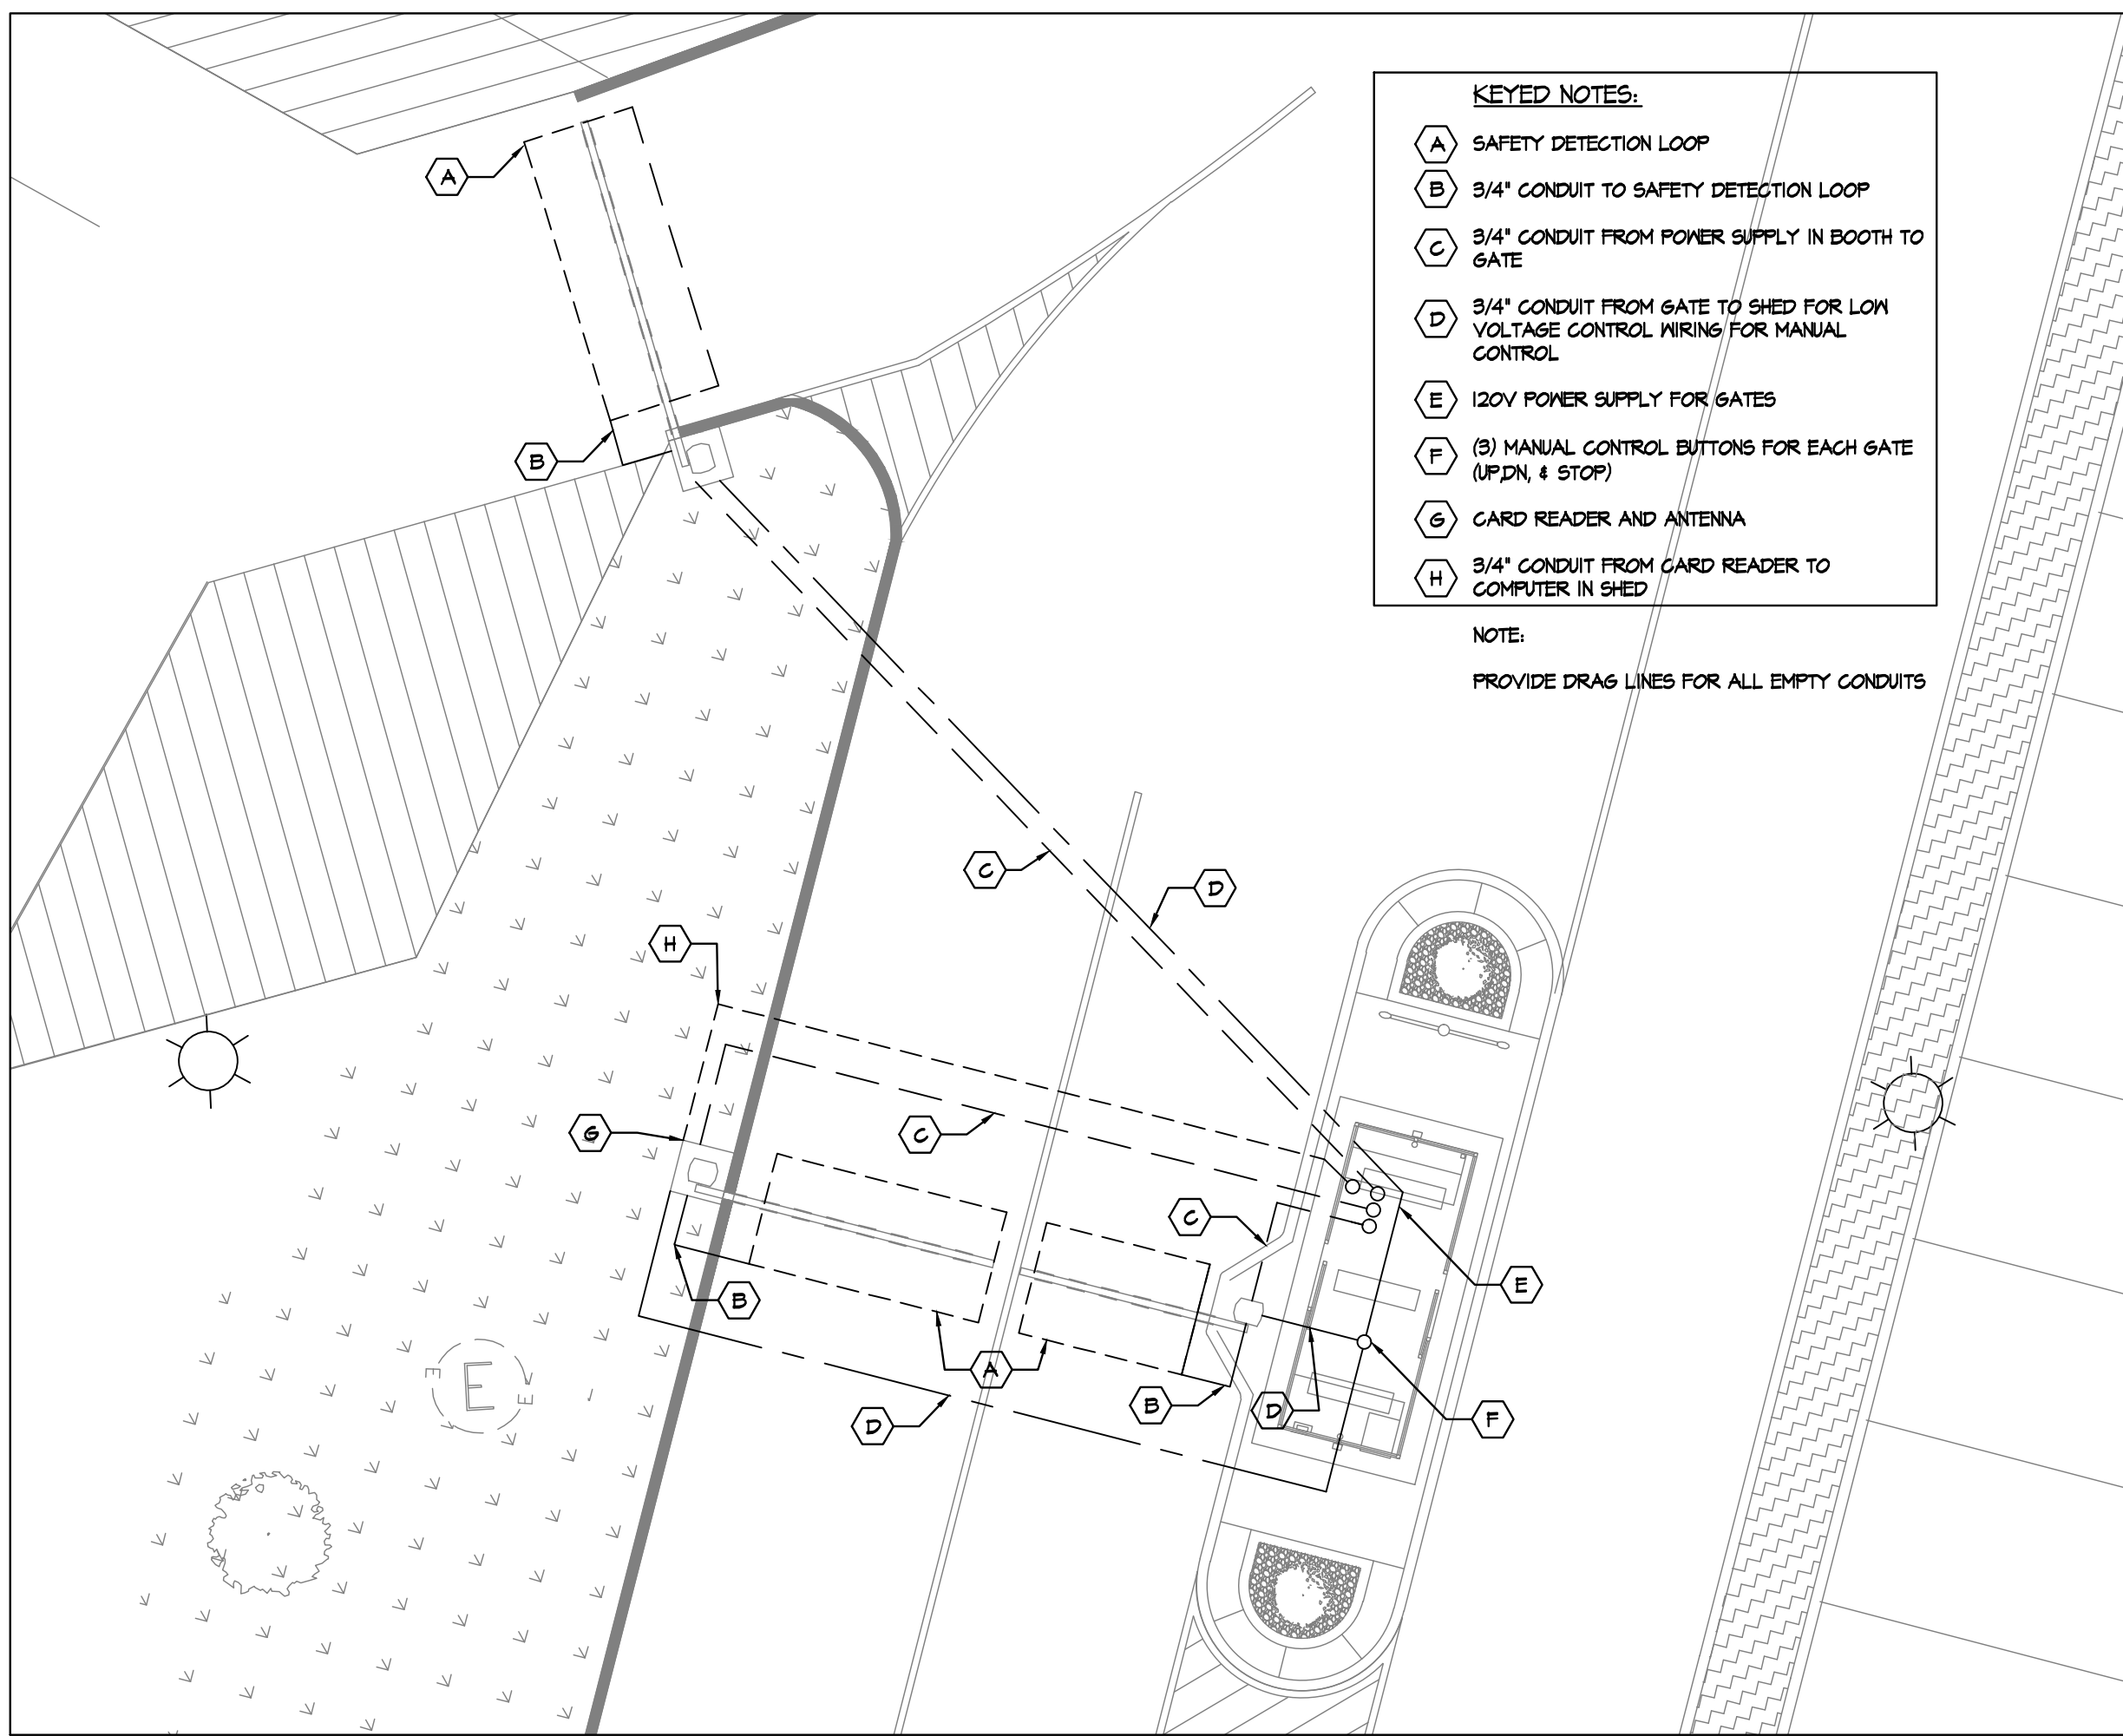 KEYED NOTES:
A SAFETY DETECTION LOOP
B 3/4" CONDUIT TO SAFETY DETECTION LOOP
C 3/4" CONDUIT FROM POWER SUPPLY IN BOOTH TO
GATE
D 3/4" CONDUIT FROM GATE TO SHED FOR LOW
VOLTAGE CONTROL WIRING FOR MANUAL
CONTROL
E 120V POWER SUPPLY FOR GATES
F (3) MANUAL CONTROL BUTTONS FOR EACH GATE
(UP,DN, & STOP)
G CARD READER AND ANTENNA
H 3/4" CONDUIT FROM CARD READER TO
COMPUTER IN SHED
NOTE:
PROVIDE DRAG LINES FOR ALL EMPTY CONDUITS
A
B
C
D
H
G
C
C
B
E
A
B
D
D
F
E
E
E